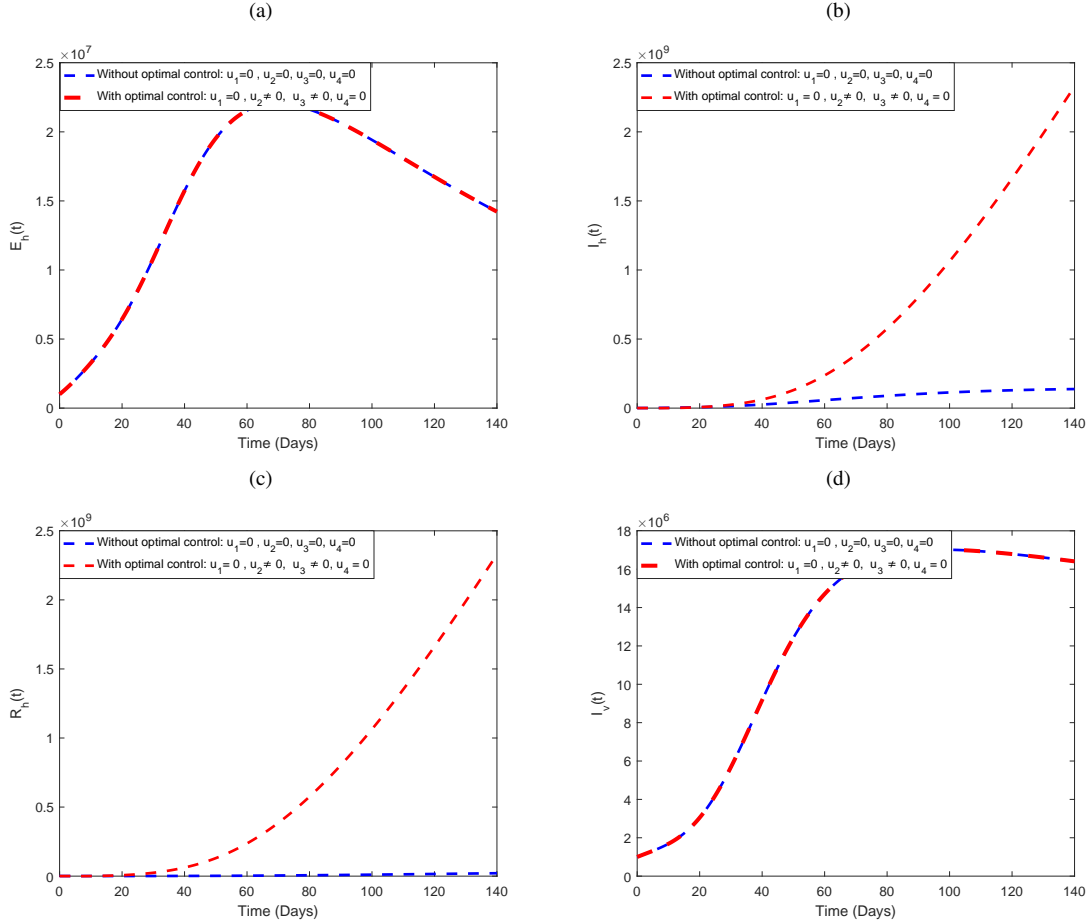 (a)
×10^7
2.5
2
1.5
1
0.5
0
Without optimal control: u_1=0 , u_2=0, u_3=0, u_4=0
With optimal control: u_1 =0 , u_2≠ 0, u_3 ≠ 0, u_4= 0
E_h(t)
0 20 40 60 80 100 120 140
Time (Days)
(b)
×10^9
2.5
2
1.5
1
0.5
0
Without optimal control: u_1=0 , u_2=0, u_3=0, u_4=0
With optimal control: u_1 = 0 , u_2≠ 0, u_3 ≠ 0, u_4 = 0
I_h(t)
0 20 40 60 80 100 120 140
Time (Days)
(c)
×10^9
2.5
2
1.5
1
0.5
0
Without optimal control: u_1=0 , u_2=0, u_3=0, u_4=0
With optimal control: u_1= 0 , u_2≠ 0, u_3 ≠ 0, u_4 = 0
R_h(t)
0 20 40 60 80 100 120 140
Time (Days)
(d)
×10^6
18
16
14
12
10
8
6
4
2
0
Without optimal control: u_1=0 , u_2=0, u_3=0, u_4=0
With optimal control: u_1 =0 , u_2≠ 0, u_3 ≠ 0, u_4 = 0
I_v(t)
0 20 40 60 80 100 120 140
Time (Days)